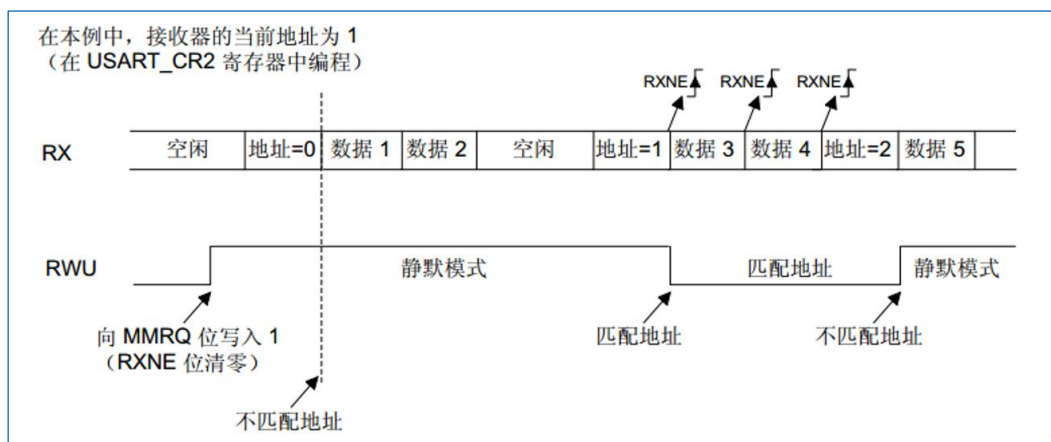 在本例中，接收器的当前地址为 1
（在 USART_CR2 寄存器中编程）
RXNE RXNE RXNE
RX 空闲 地址=0 数据 1 数据 2 空闲 地址=1 数据 3 数据 4 地址=2 数据 5
RWU 静默模式 匹配地址 静默模式
向 MMRQ 位写入 1 匹配地址 不匹配地址
（RXNE 位清零）
不匹配地址